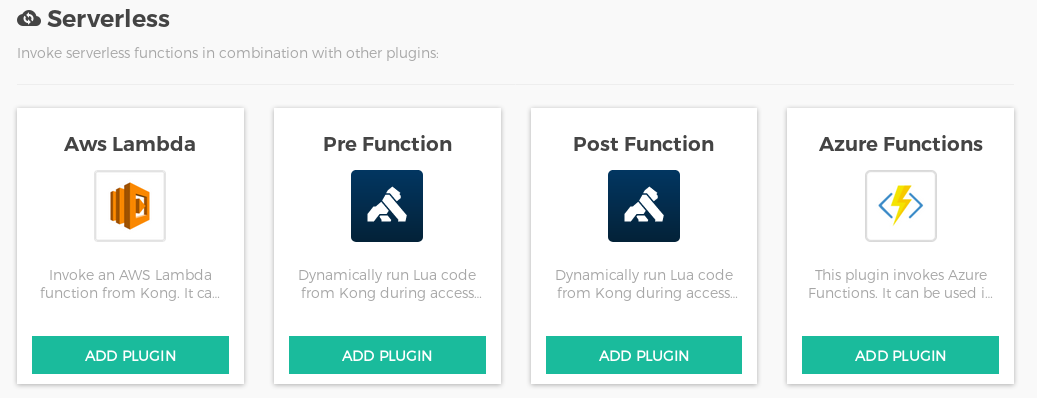 Serverless
Invoke serverless functions in combination with other plugins:
Aws Lambda
Invoke an AWS Lambda
function from Kong. It ca...
ADD PLUGIN
Pre Function
Dynamically run Lua code
from Kong during access...
ADD PLUGIN
Post Function
Dynamically run Lua code
from Kong during access...
ADD PLUGIN
Azure Functions
This plugin invokes Azure
Functions. It can be used i...
ADD PLUGIN